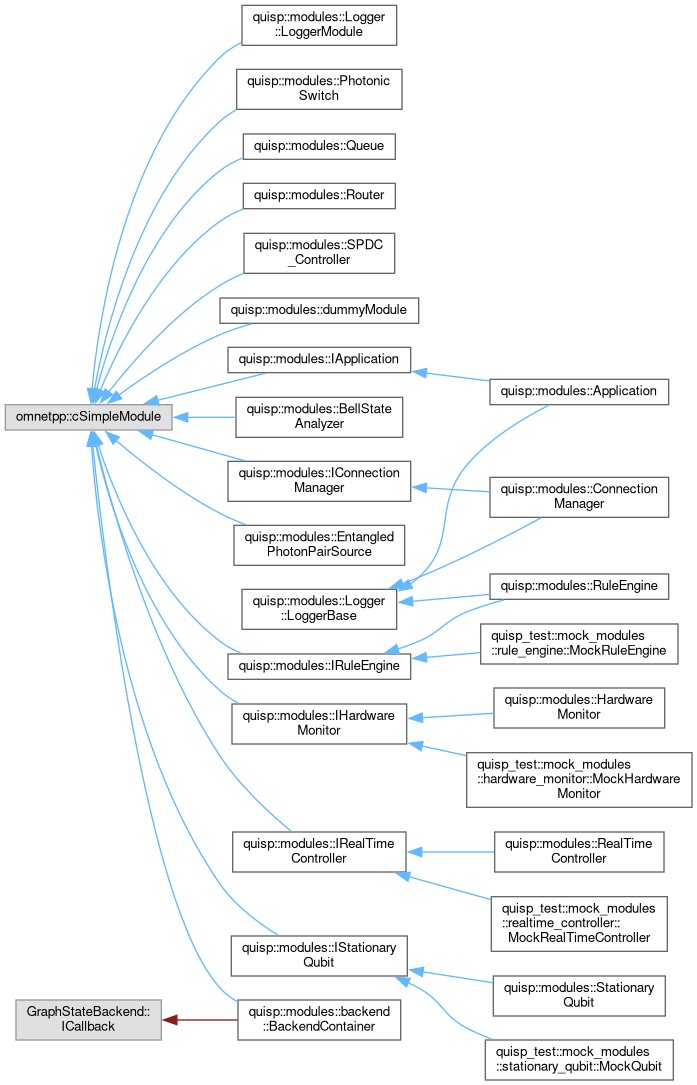 quisp::modules::Logger
::LoggerModule
quisp::modules::Photonic
Switch
quisp::modules::Queue
quisp::modules::Router
quisp::modules::SPDC
_Controller
quisp::modules::dummyModule
quisp::modules::IApplication
quisp::modules::Application
omnetpp::cSimpleModule
quisp::modules::BellState
Analyzer
quisp::modules::IConnection
Manager
quisp::modules::Connection
Manager
quisp::modules::Entangled
PhotonPairSource
quisp::modules::Logger
::LoggerBase
quisp::modules::RuleEngine
quisp_test::mock_modules
::rule_engine::MockRuleEngine
quisp::modules::IRuleEngine
quisp::modules::IHardware
Monitor
quisp::modules::Hardware
Monitor
quisp_test::mock_modules
::hardware_monitor::MockHardware
Monitor
quisp::modules::IRealTime
Controller
quisp::modules::RealTime
Controller
quisp_test::mock_modules
::realtime_controller::
MockRealTimeController
quisp::modules::IStationary
Qubit
quisp::modules::Stationary
Qubit
GraphStateBackend::
ICallback
quisp::modules::backend
::BackendContainer
quisp_test::mock_modules
::stationary_qubit::MockQubit